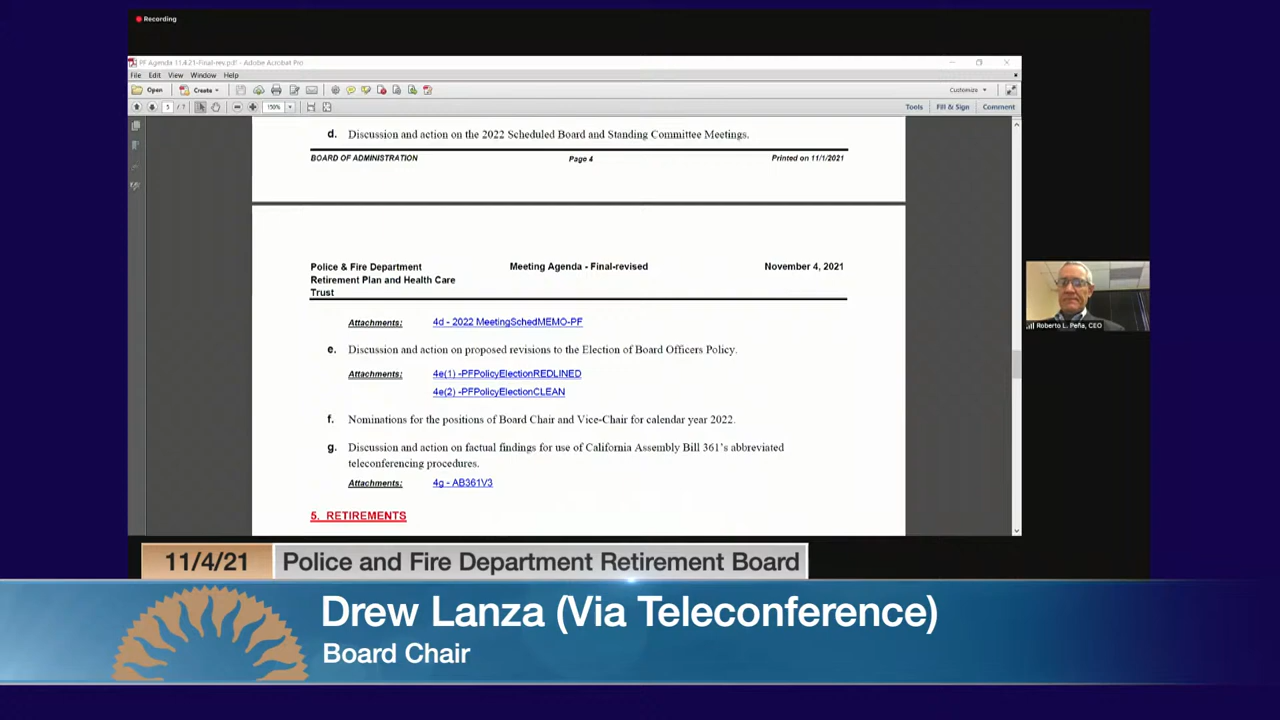 Recording
PF Agenda 11.4.21-Final-rev.pdf - Adobe Acrobat Pro
File Edit View Window Help
Open Create Customize
5 / 7 150% Tools Fill & Sign Comment
d. Discussion and action on the 2022 Scheduled Board and Standing Committee Meetings.
BOARD OF ADMINISTRATION Page 4 Printed on 11/1/2021
Police & Fire Department Meeting Agenda - Final-revised November 4, 2021
Retirement Plan and Health Care
Trust
Attachments: 4d - 2022 MeetingSchedMEMO-PF
e. Discussion and action on proposed revisions to the Election of Board Officers Policy.
Attachments: 4e(1) -PFPolicyElectionREDLINED
4e(2) -PFPolicyElectionCLEAN
f. Nominations for the positions of Board Chair and Vice-Chair for calendar year 2022.
g. Discussion and action on factual findings for use of California Assembly Bill 361's abbreviated
teleconferencing procedures.
Attachments: 4g - AB361V3
5. RETIREMENTS
Roberto L. Peña, CEO
11/4/21 Police and Fire Department Retirement Board
Drew Lanza (Via Teleconference)
Board Chair